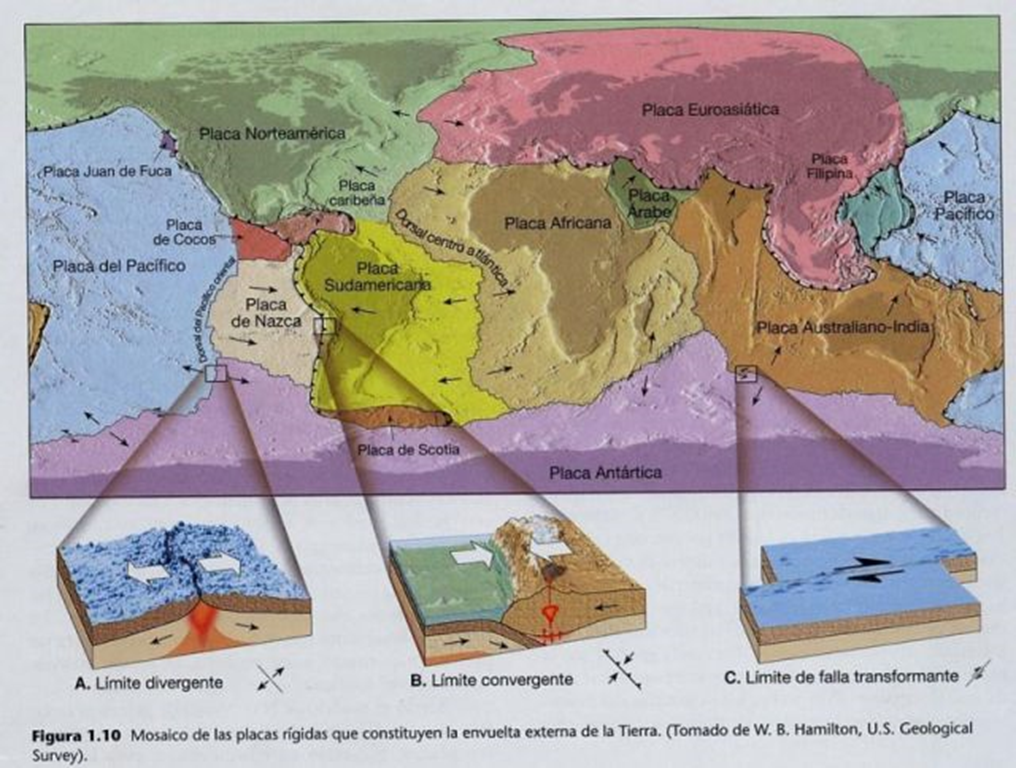 Placa Euroasiática
Placa Norteamérica
Placa Juan de Fuca
Placa
Filipina
Placa
caribeña
Placa
Árabe
Placa
Pacífico
Placa
de Cocos
Dorsal centro atlántica
Placa Africana
Placa del Pacífico
Placa
Sudamericana
Dorsal del Pacífico oriental
Placa
de Nazca
Placa Australiano-India
Placa de Scotia
Placa Antártica
A. Límite divergente
B. Límite convergente
C. Límite de falla transformante
Figura 1.10 Mosaico de las placas rígidas que constituyen la envuelta externa de la Tierra. (Tomado de W. B. Hamilton, U.S. Geological
Survey).